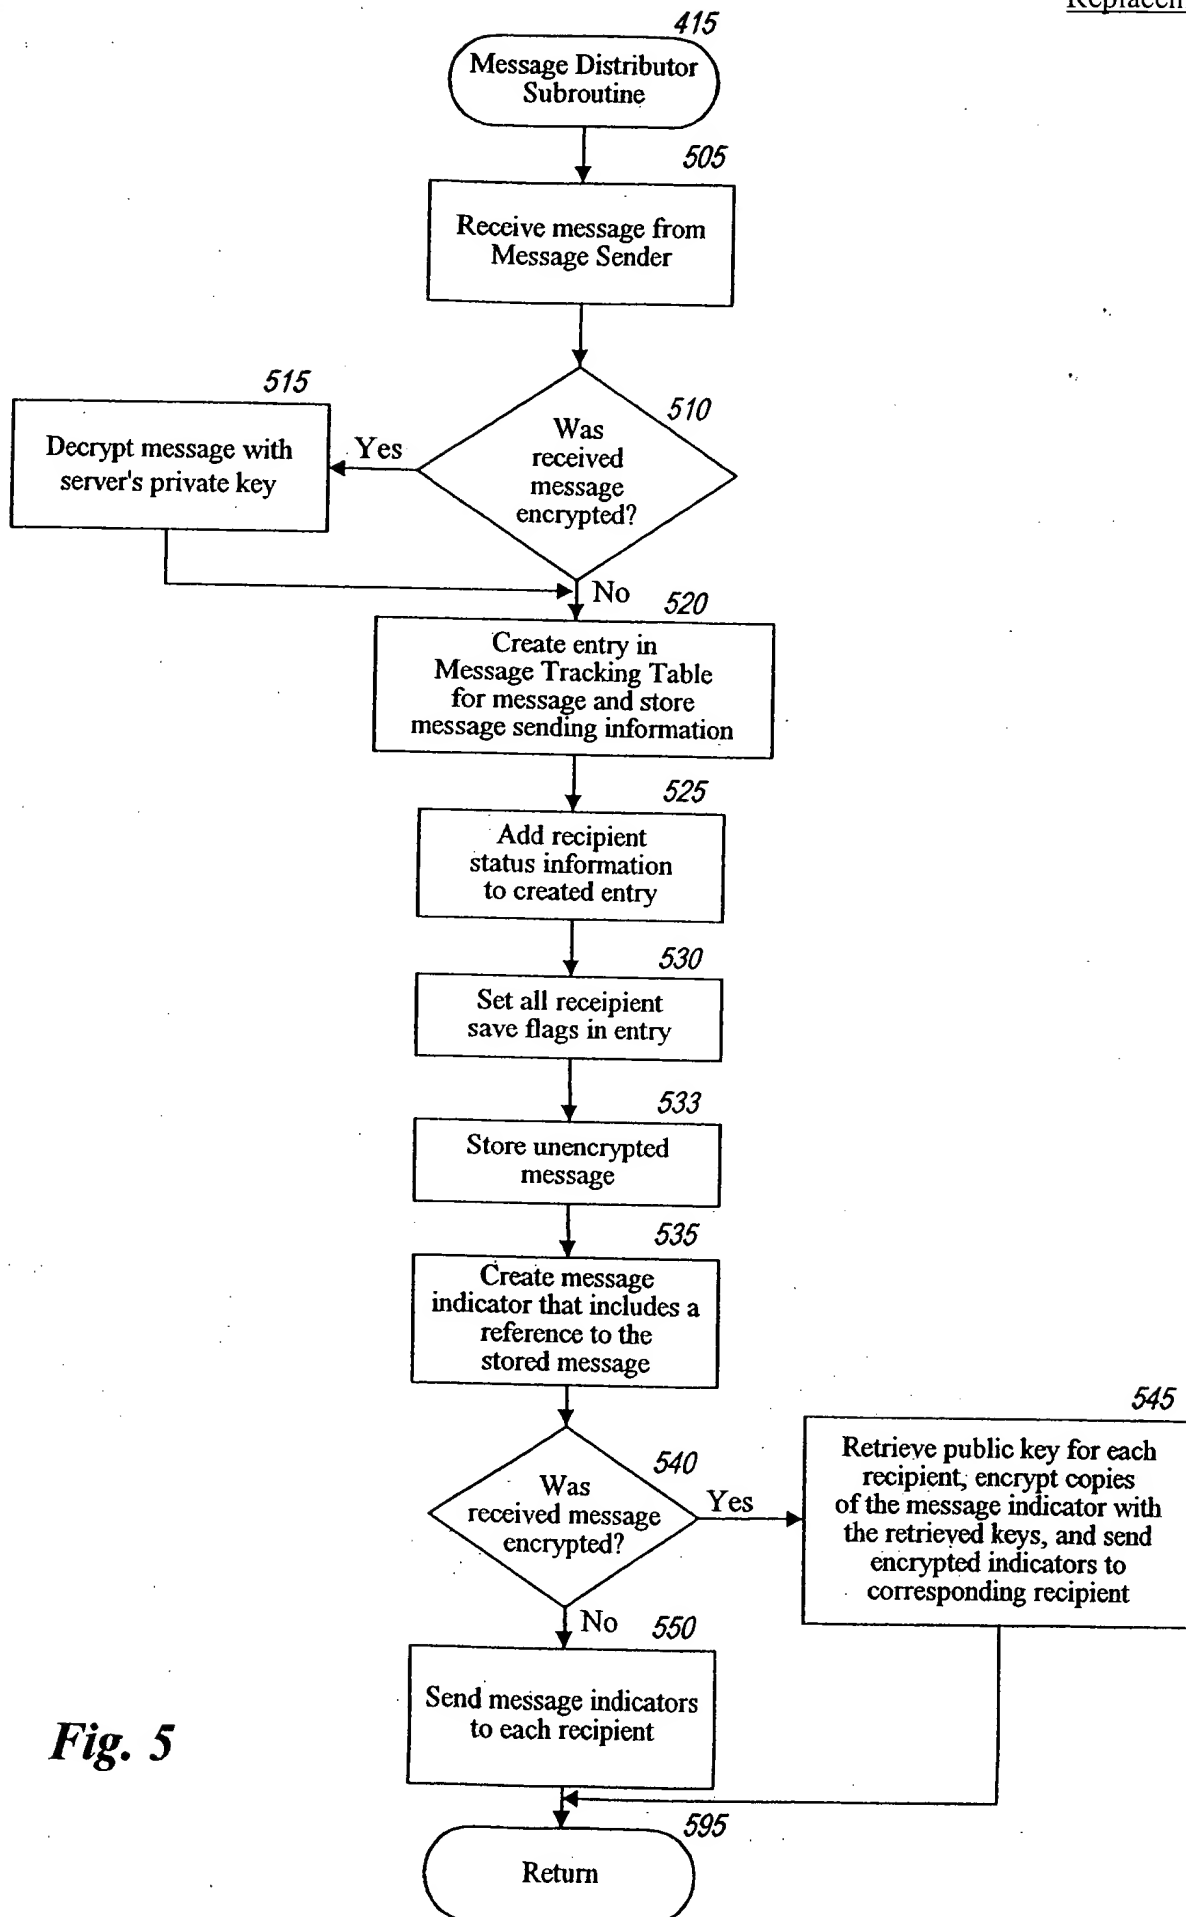 415
Message Distributor
Subroutine
505
Receive message from
Message Sender
515
510
Decrypt message with
server's private key
Yes
Was
received
message
encrypted?
No
520
Create entry in
Message Tracking Table
for message and store
message sending information
525
Add recipient
status information
to created entry
530
Set all receipient
save flags in entry
533
Store unencrypted
message
535
Create message
indicator that includes a
reference to the
stored message
545
540
Was
received message
encrypted?
Yes
Retrieve public key for each
recipient, encrypt copies
of the message indicator with
the retrieved keys, and send
encrypted indicators to
corresponding recipient
No
550
Send message indicators
to each recipient
Fig. 5
595
Return